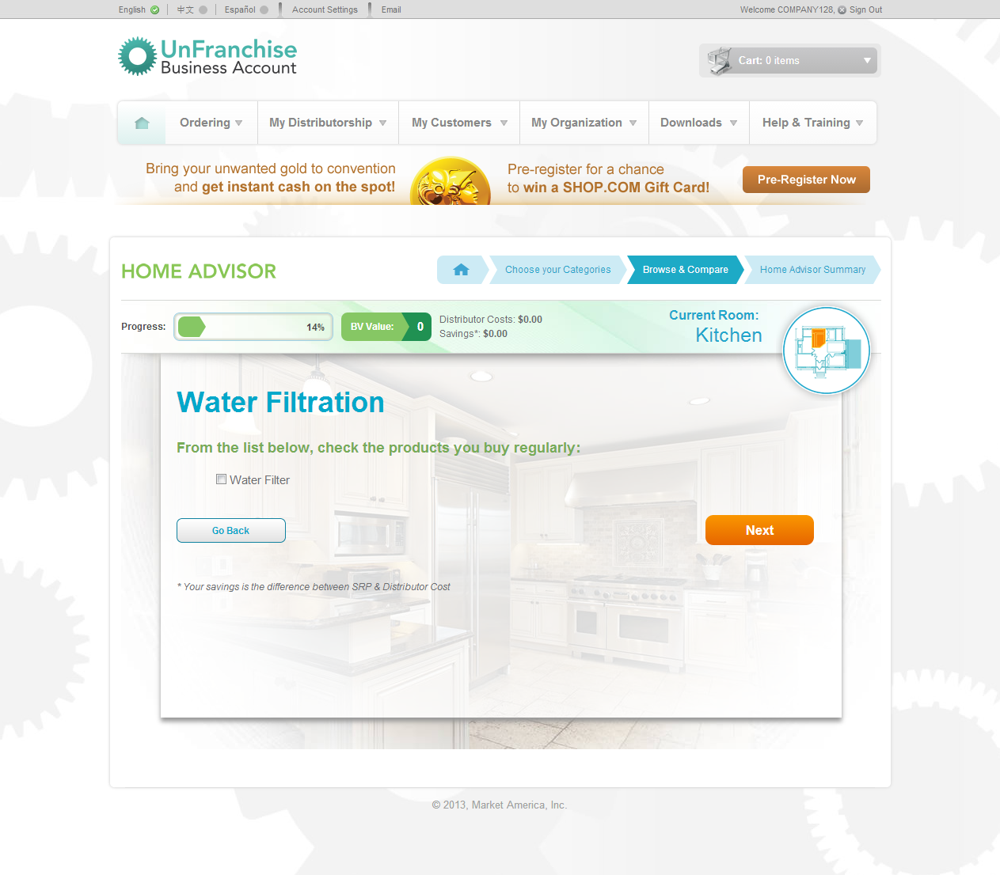 English 中文 Español Account Settings Email Welcome COMPANY128, Sign Out
UnFranchise
Business Account
Cart: 0 items
Ordering My Distributorship My Customers My Organization Downloads Help & Training
Bring your unwanted gold to convention
and get instant cash on the spot!
Pre-register for a chance
to win a SHOP.COM Gift Card!
Pre-Register Now
HOME ADVISOR
Choose your Categories Browse & Compare Home Advisor Summary
Progress: 14%
BV Value: 0
Distributor Costs: $0.00
Savings*: $0.00
Current Room:
Kitchen
Water Filtration
From the list below, check the products you buy regularly:
Water Filter
Go Back Next
* Your savings is the difference between SRP & Distributor Cost
© 2013, Market America, Inc.